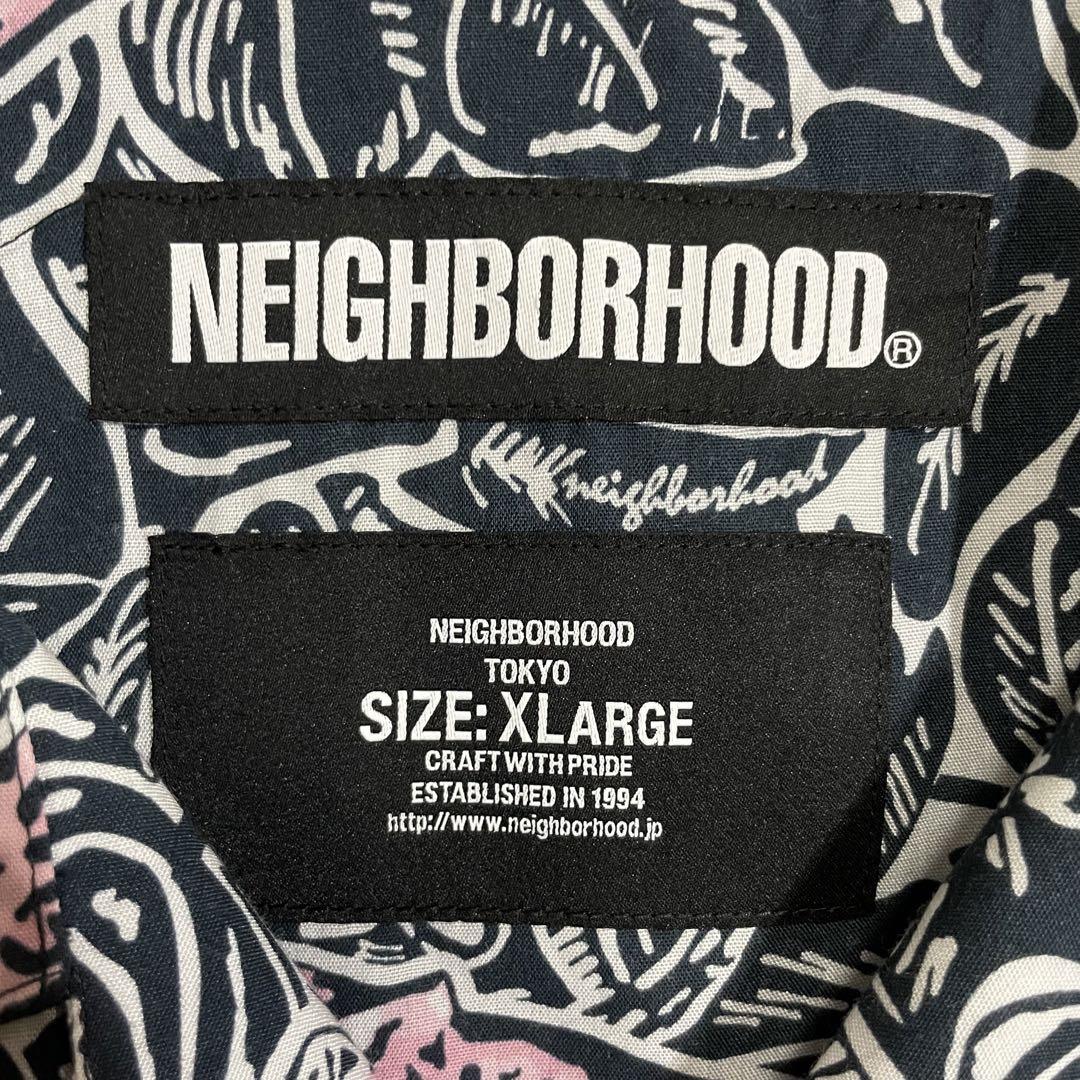 NEIGHBORHOOD®
neighborhood
NEIGHBORHOOD
TOKYO
SIZE: XLARGE
CRAFT WITH PRIDE
ESTABLISHED IN 1994
http://www.neighborhood.jp